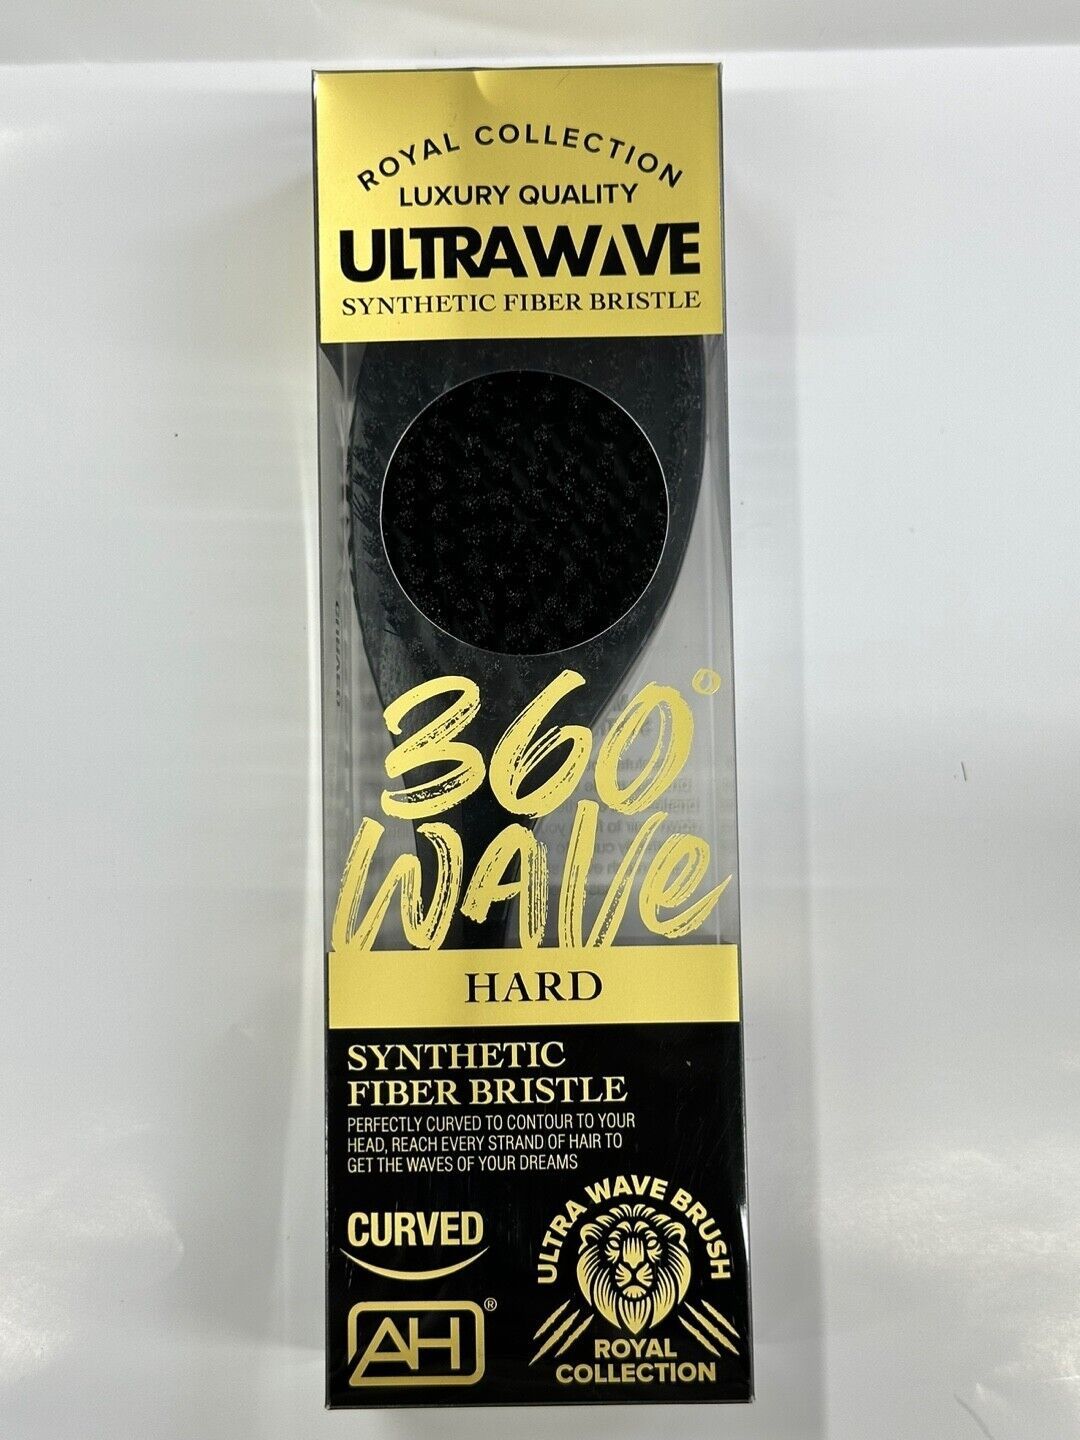 ROYAL COLLECTION
LUXURY QUALITY
ULTRAWAVE
SYNTHETIC FIBER BRISTLE
360°
WAVE
HARD
SYNTHETIC
FIBER BRISTLE
PERFECTLY CURVED TO CONTOUR TO YOUR
HEAD, REACH EVERY STRAND OF HAIR TO
GET THE WAVES OF YOUR DREAMS
CURVED
AH®
ULTRA WAVE BRUSH
ROYAL
COLLECTION